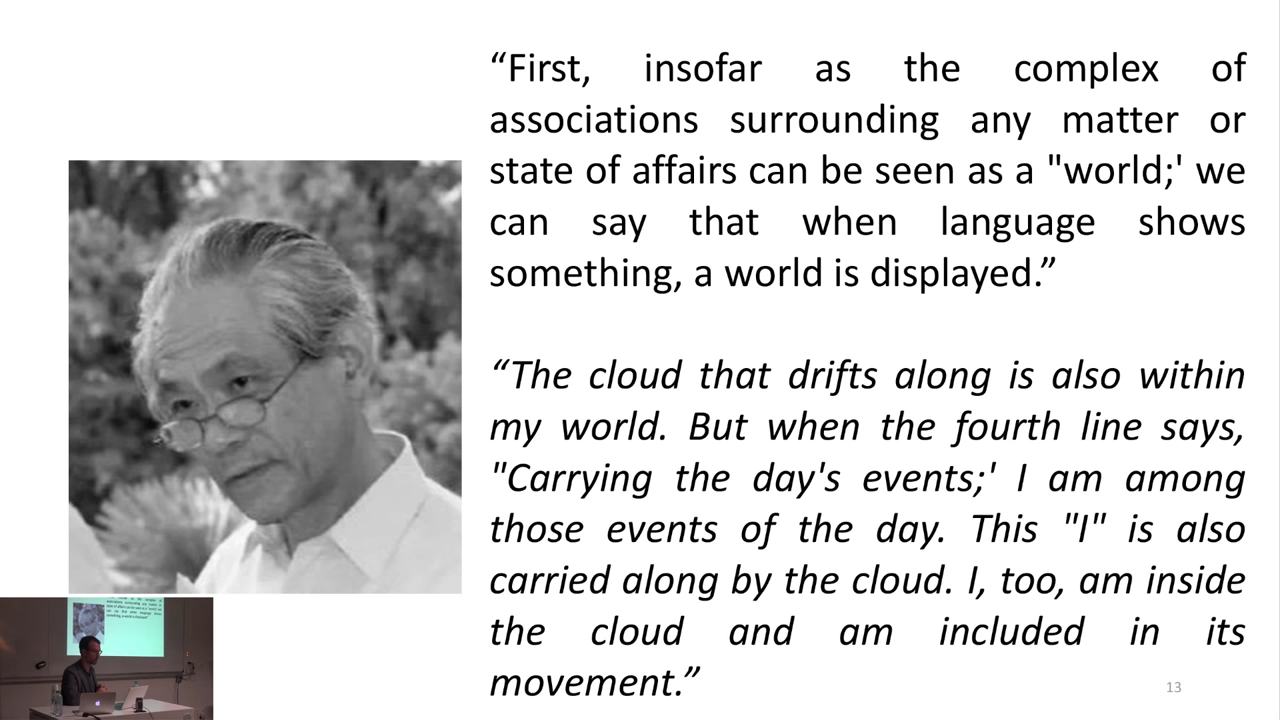 “First, insofar as the complex of
associations surrounding any matter or
state of affairs can be seen as a "world;' we
can say that when language shows
something, a world is displayed.”
“The cloud that drifts along is also within
my world. But when the fourth line says,
"Carrying the day's events;' I am among
those events of the day. This "I" is also
carried along by the cloud. I, too, am inside
the cloud and am included in its
movement.”
13